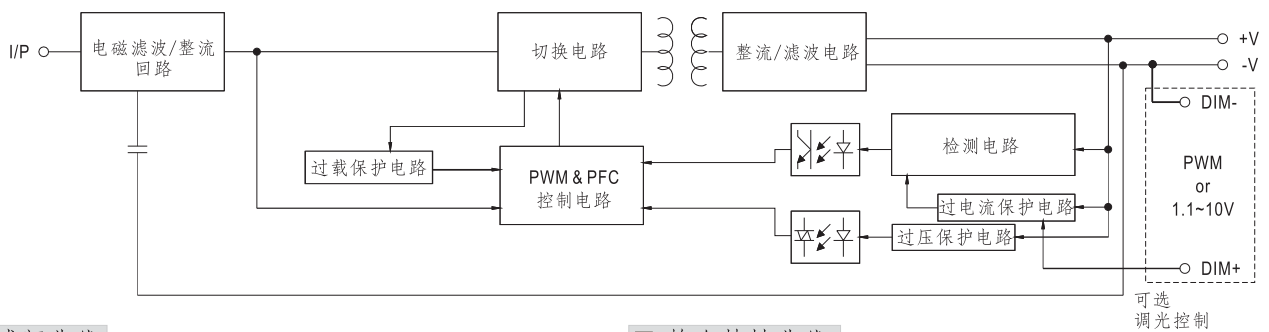 I/P
电磁滤波/整流
回路
切换电路
整流/滤波电路
+V
-V
DIM-
检测电路
过载保护电路
PWM & PFC
控制电路
PWM
or
1.1~10V
过电流保护电路
过压保护电路
DIM+
可选
调光控制